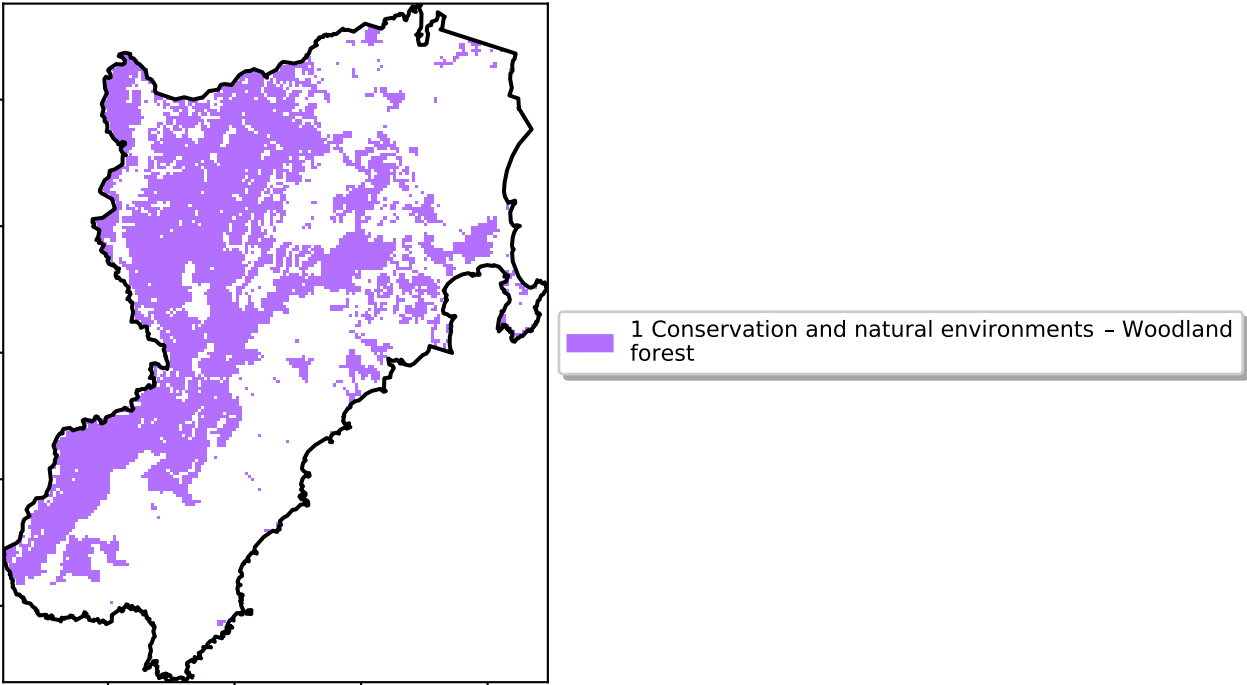 1 Conservation and natural environments – Woodland
forest